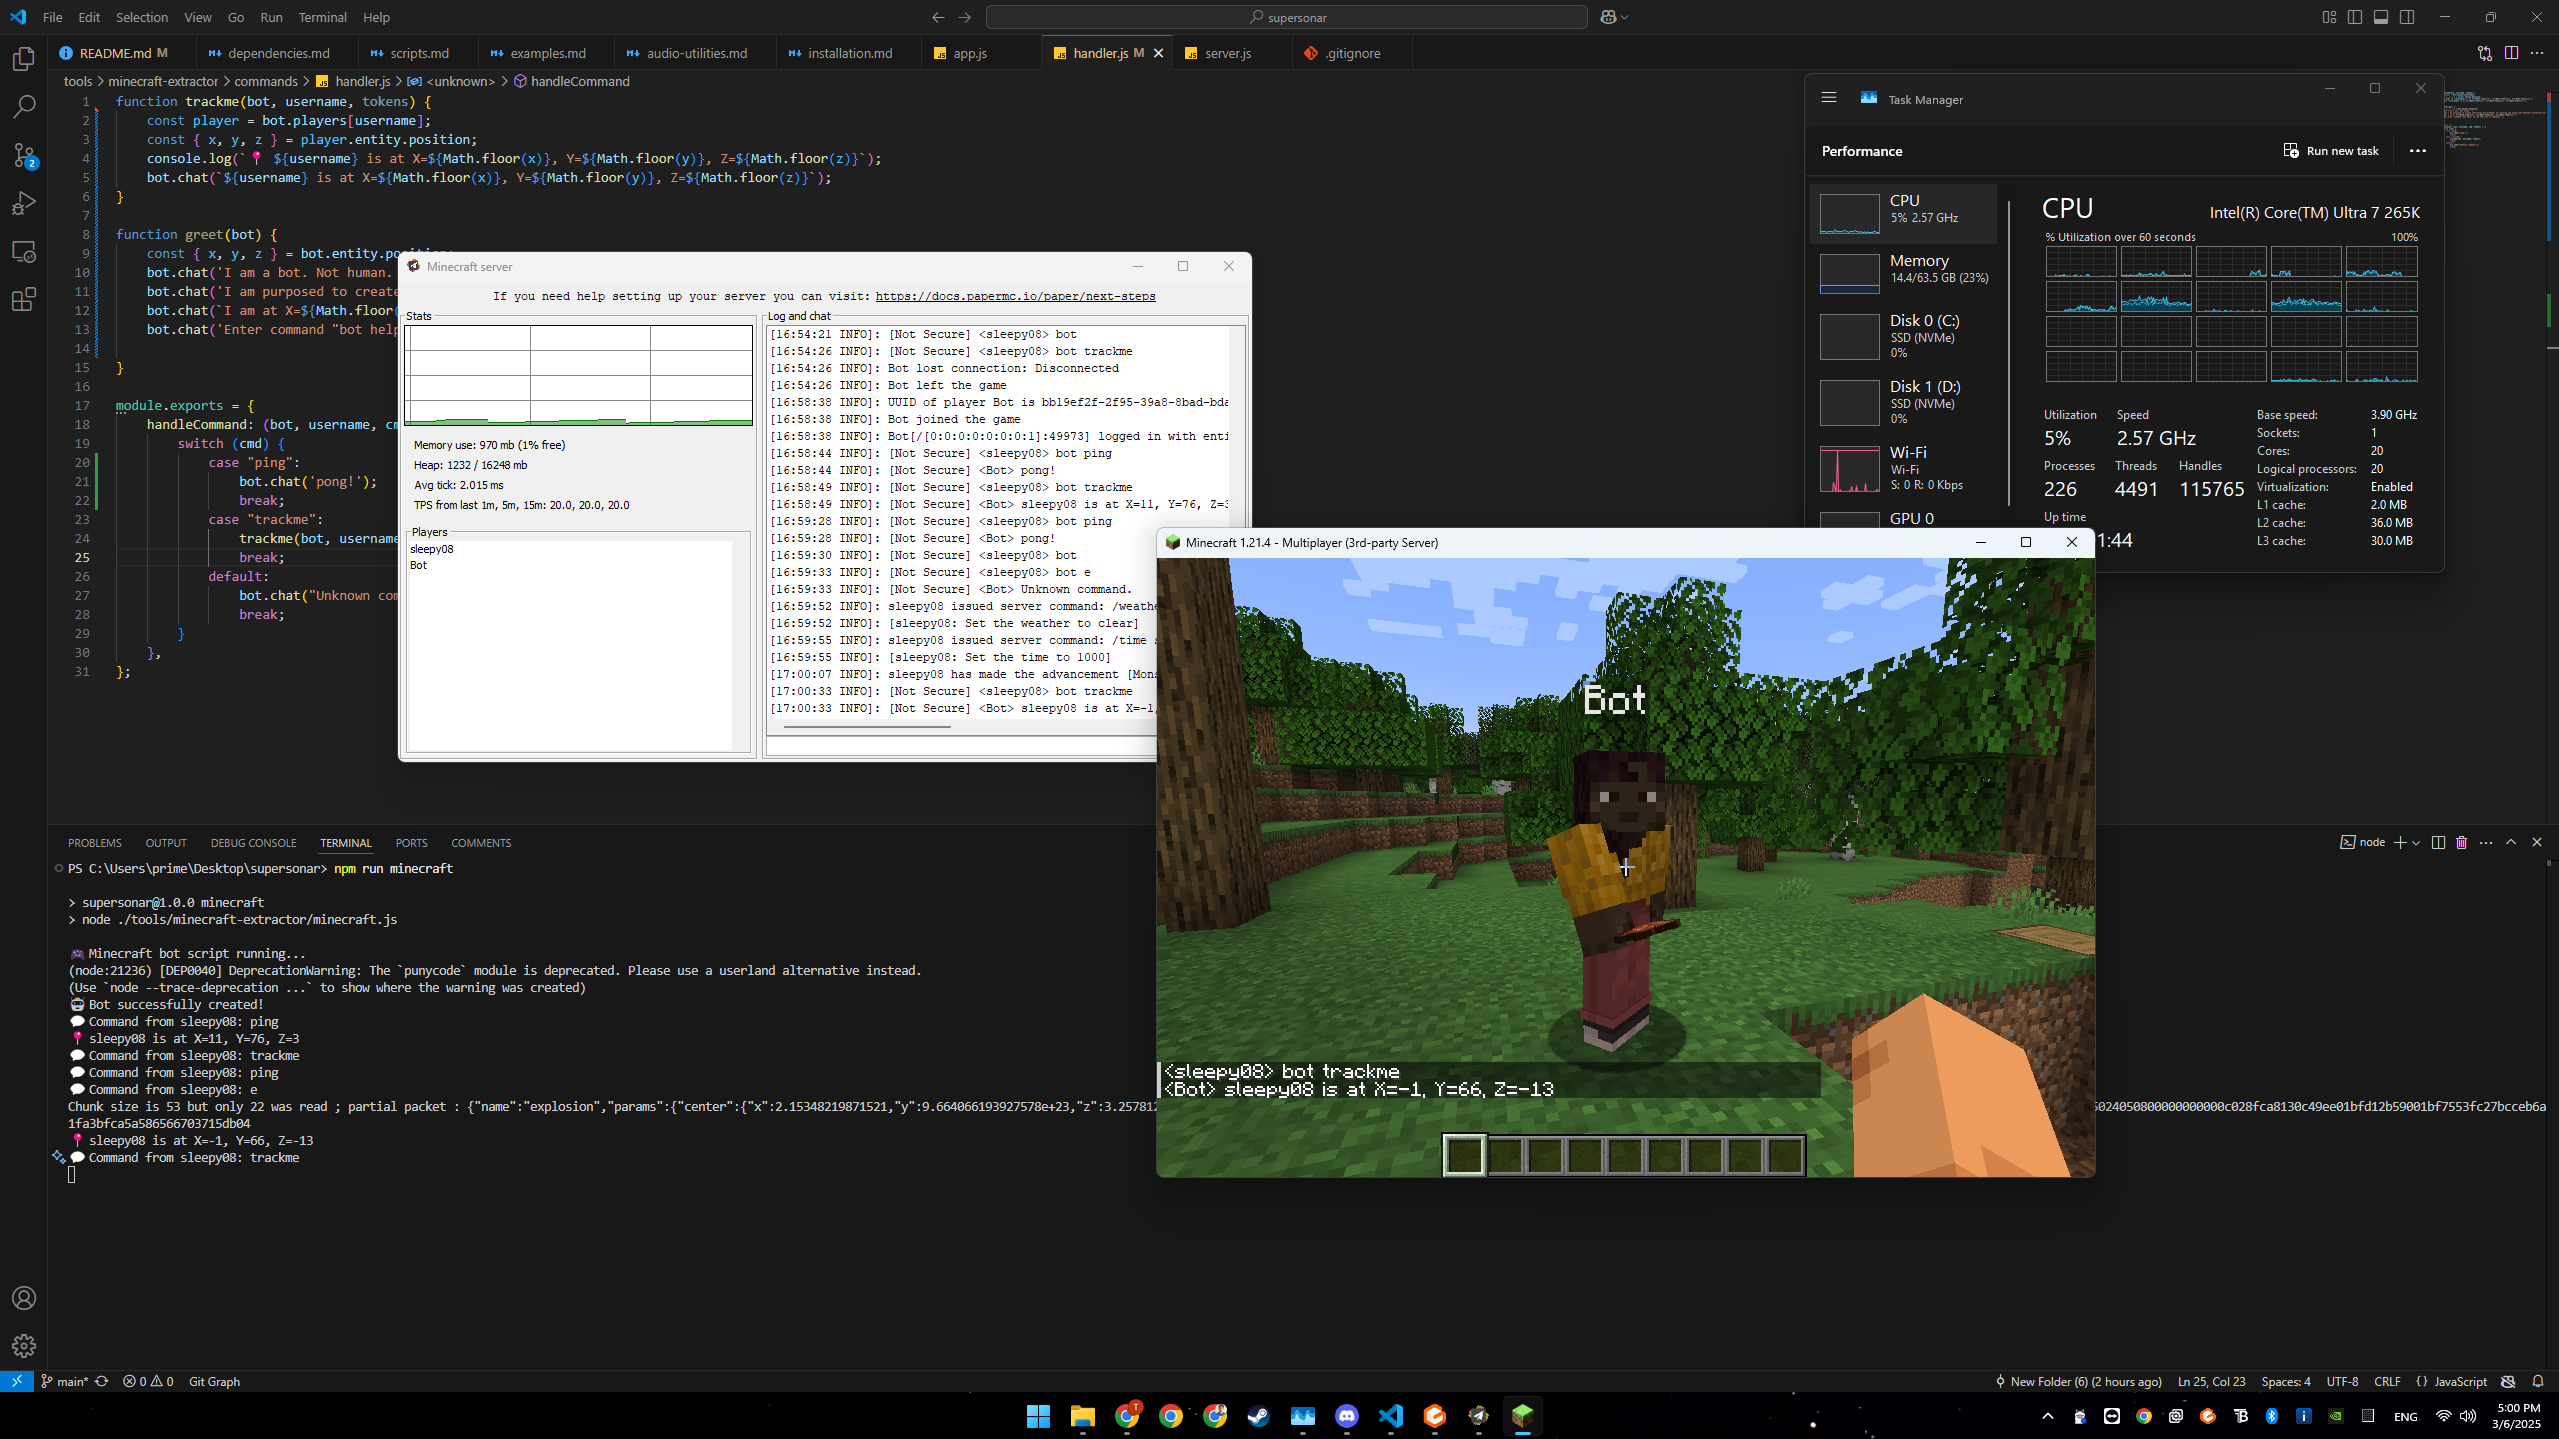 File Edit Selection View Go Run Terminal Help
supersonar
README.md M
dependencies.md
scripts.md
examples.md
audio-utilities.md
installation.md
app.js
handler.js M
server.js
.gitignore
tools > minecraft-extractor > commands > handler.js > <unknown> > handleCommand
1 function trackme(bot, username, tokens) {
2 const player = bot.players[username];
3 const { x, y, z } = player.entity.position;
4 console.log(`📍 ${username} is at X=${Math.floor(x)}, Y=${Math.floor(y)}, Z=${Math.floor(z)}`);
5 bot.chat(`${username} is at X=${Math.floor(x)}, Y=${Math.floor(y)}, Z=${Math.floor(z)}`);
6 }
7
8 function greet(bot) {
9 const { x, y, z } = bot.entity.po
10 bot.chat('I am a bot. Not human.
11 bot.chat('I am purposed to create
12 bot.chat(`I am at X=${Math.floor(
13 bot.chat('Enter command "bot help
14
15 }
16
17 module.exports = {
18 handleCommand: (bot, username, cm
19 switch (cmd) {
20 case "ping":
21 bot.chat('pong!');
22 break;
23 case "trackme":
24 trackme(bot, username
25 break;
26 default:
27 bot.chat("Unknown com
28 break;
29 }
30 },
31 };
Minecraft server
If you need help setting up your server you can visit: https://docs.papermc.io/paper/next-steps
Stats
Memory use: 970 mb (1% free)
Heap: 1232 / 16248 mb
Avg tick: 2.015 ms
TPS from last 1m, 5m, 15m: 20.0, 20.0, 20.0
Players
sleepy08
Bot
Log and chat
[16:54:21 INFO]: [Not Secure] <sleepy08> bot
[16:54:26 INFO]: [Not Secure] <sleepy08> bot trackme
[16:54:26 INFO]: Bot lost connection: Disconnected
[16:54:26 INFO]: Bot left the game
[16:58:38 INFO]: UUID of player Bot is bb19ef2f-2f95-39a8-8bad-bda
[16:58:38 INFO]: Bot joined the game
[16:58:38 INFO]: Bot[/[0:0:0:0:0:0:0:1]:49973] logged in with enti
[16:58:44 INFO]: [Not Secure] <sleepy08> bot ping
[16:58:44 INFO]: [Not Secure] <Bot> pong!
[16:58:49 INFO]: [Not Secure] <sleepy08> bot trackme
[16:58:49 INFO]: [Not Secure] <Bot> sleepy08 is at X=11, Y=76, Z=3
[16:59:28 INFO]: [Not Secure] <sleepy08> bot ping
[16:59:28 INFO]: [Not Secure] <Bot> pong!
[16:59:30 INFO]: [Not Secure] <sleepy08> bot
[16:59:33 INFO]: [Not Secure] <sleepy08> bot e
[16:59:33 INFO]: [Not Secure] <Bot> Unknown command.
[16:59:52 INFO]: sleepy08 issued server command: /weathe
[16:59:52 INFO]: [sleepy08: Set the weather to clear]
[16:59:55 INFO]: sleepy08 issued server command: /time s
[16:59:55 INFO]: [sleepy08: Set the time to 1000]
[17:00:07 INFO]: sleepy08 has made the advancement [Mons
[17:00:33 INFO]: [Not Secure] <sleepy08> bot trackme
[17:00:33 INFO]: [Not Secure] <Bot> sleepy08 is at X=-1,
Task Manager
Performance
Run new task
CPU
5% 2.57 GHz
Memory
14.4/63.5 GB (23%)
Disk 0 (C:)
SSD (NVMe)
0%
Disk 1 (D:)
SSD (NVMe)
0%
Wi-Fi
Wi-Fi
S: 0 R: 0 Kbps
GPU 0
CPU
Intel(R) Core(TM) Ultra 7 265K
% Utilization over 60 seconds 100%
Utilization Speed
5% 2.57 GHz
Processes Threads Handles
226 4491 115765
Up time
1:44
Base speed: 3.90 GHz
Sockets: 1
Cores: 20
Logical processors: 20
Virtualization: Enabled
L1 cache: 2.0 MB
L2 cache: 36.0 MB
L3 cache: 30.0 MB
Minecraft 1.21.4 - Multiplayer (3rd-party Server)
Bot
<sleepy08> bot trackme
<Bot> sleepy08 is at X=-1, Y=66, Z=-13
PROBLEMS OUTPUT DEBUG CONSOLE TERMINAL PORTS COMMENTS
node
PS C:\Users\prime\Desktop\supersonar> npm run minecraft
> supersonar@1.0.0 minecraft
> node ./tools/minecraft-extractor/minecraft.js
🎮 Minecraft bot script running...
(node:21236) [DEP0040] DeprecationWarning: The `punycode` module is deprecated. Please use a userland alternative instead.
(Use `node --trace-deprecation ...` to show where the warning was created)
🤖 Bot successfully created!
💬 Command from sleepy08: ping
📍 sleepy08 is at X=11, Y=76, Z=3
💬 Command from sleepy08: trackme
💬 Command from sleepy08: ping
💬 Command from sleepy08: e
Chunk size is 53 but only 22 was read ; partial packet : {"name":"explosion","params":{"center":{"x":2.15348219871521,"y":9.664066193927578e+23,"z":3.257812
5024050800000000000c028fca8130c49ee01bfd12b59001bf7553fc27bcceb6a
1fa3bfca5a586566703715db04
📍 sleepy08 is at X=-1, Y=66, Z=-13
💬 Command from sleepy08: trackme
main* 0 0 Git Graph
New Folder (6) (2 hours ago) Ln 25, Col 23 Spaces: 4 UTF-8 CRLF {} JavaScript
ENG
5:00 PM
3/6/2025